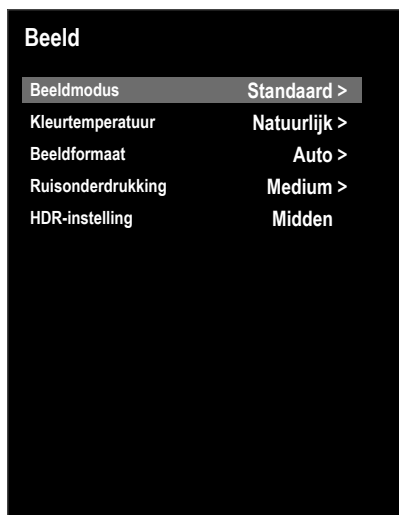 Beeld
Beeldmodus Standaard >
Kleurtemperatuur Natuurlijk >
Beeldformaat Auto >
Ruisonderdrukking Medium >
HDR-instelling Midden